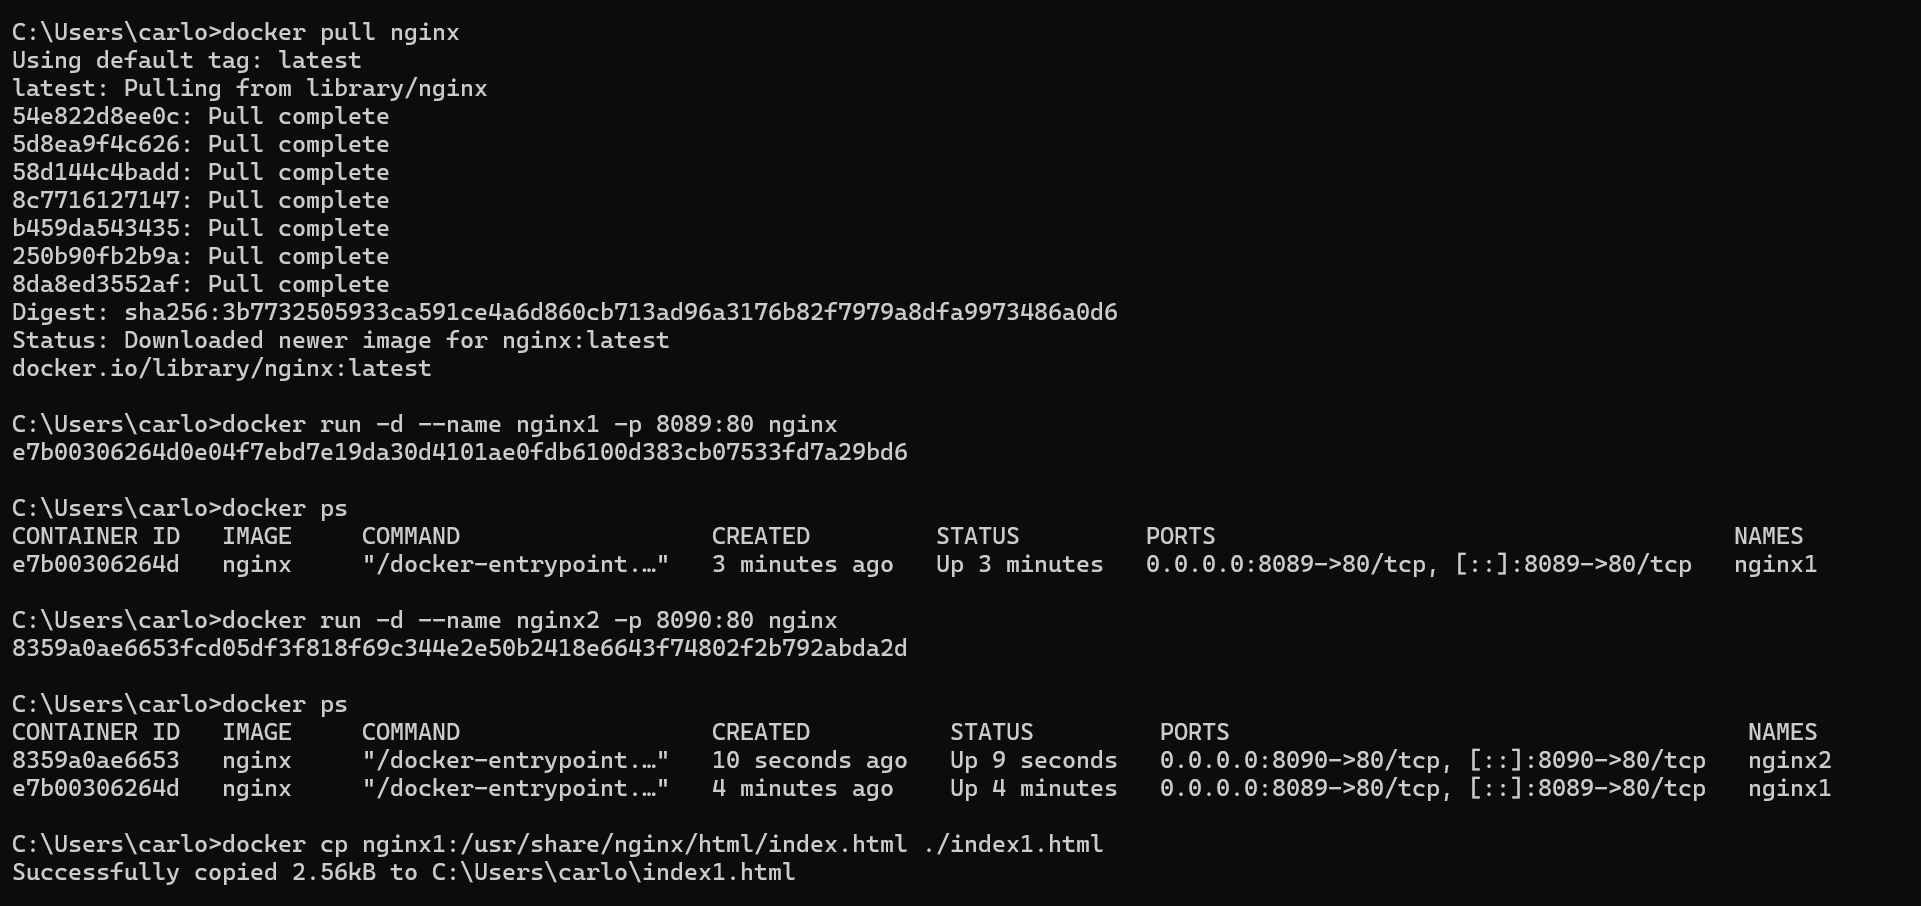 C:\Users\carlo>docker pull nginx
Using default tag: latest
latest: Pulling from library/nginx
54e822d8ee0c: Pull complete
5d8ea9f4c626: Pull complete
58d144c4badd: Pull complete
8c7716127147: Pull complete
b459da543435: Pull complete
250b90fb2b9a: Pull complete
8da8ed3552af: Pull complete
Digest: sha256:3b7732505933ca591ce4a6d860cb713ad96a3176b82f7979a8dfa9973486a0d6
Status: Downloaded newer image for nginx:latest
docker.io/library/nginx:latest
C:\Users\carlo>docker run -d --name nginx1 -p 8089:80 nginx
e7b00306264d0e04f7ebd7e19da30d4101ae0fdb6100d383cb07533fd7a29bd6
C:\Users\carlo>docker ps
CONTAINER ID   IMAGE     COMMAND                  CREATED         STATUS         PORTS                                     NAMES
e7b00306264d   nginx     "/docker-entrypoint.…"   3 minutes ago   Up 3 minutes   0.0.0.0:8089->80/tcp, [::]:8089->80/tcp   nginx1
C:\Users\carlo>docker run -d --name nginx2 -p 8090:80 nginx
8359a0ae6653fcd05df3f818f69c344e2e50b2418e6643f74802f2b792abda2d
C:\Users\carlo>docker ps
CONTAINER ID   IMAGE     COMMAND                  CREATED          STATUS         PORTS                                     NAMES
8359a0ae6653   nginx     "/docker-entrypoint.…"   10 seconds ago   Up 9 seconds   0.0.0.0:8090->80/tcp, [::]:8090->80/tcp   nginx2
e7b00306264d   nginx     "/docker-entrypoint.…"   4 minutes ago    Up 4 minutes   0.0.0.0:8089->80/tcp, [::]:8089->80/tcp   nginx1
C:\Users\carlo>docker cp nginx1:/usr/share/nginx/html/index.html ./index1.html
Successfully copied 2.56kB to C:\Users\carlo\index1.html